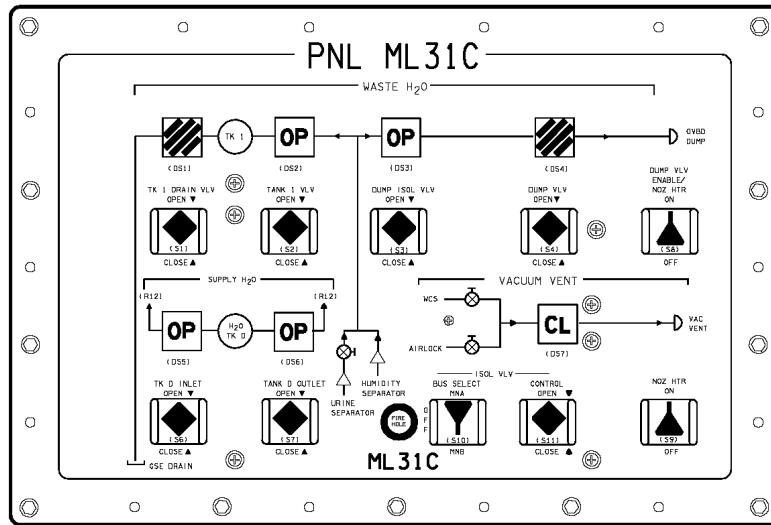 PNL ML31C
WASTE H2O
TK 1
OP
OP
OVBD
DUMP
(DS1)
(DS2)
(DS3)
(DS4)
TK 1 DRAIN VLV
OPEN ▼
TANK 1 VLV
OPEN ▼
DUMP ISOL VLV
OPEN ▼
DUMP VLV
OPEN ▼
DUMP VLV
ENABLE/
NOZ HTR
ON
(S1)
(S2)
(S3)
(S4)
(S8)
CLOSE ▲
CLOSE ▲
CLOSE ▲
CLOSE ▲
OFF
SUPPLY H2O
VACUUM VENT
(R12)
(R12)
WCS
OP
H2O
TK D
OP
CL
VAC
VENT
AIRLOCK
(DS5)
(DS6)
(DS7)
TK D INLET
OPEN ▼
TANK D OUTLET
OPEN ▼
URINE
SEPARATOR
HUMIDITY
SEPARATOR
ISOL VLV
BUS SELECT
MNA
CONTROL
OPEN ▼
NOZ HTR
ON
FIRE
HOLE
OFF
(S6)
(S7)
(S10)
(S11)
(S9)
CLOSE ▲
CLOSE ▲
MNB
CLOSE ▲
OFF
GSE DRAIN
ML31C